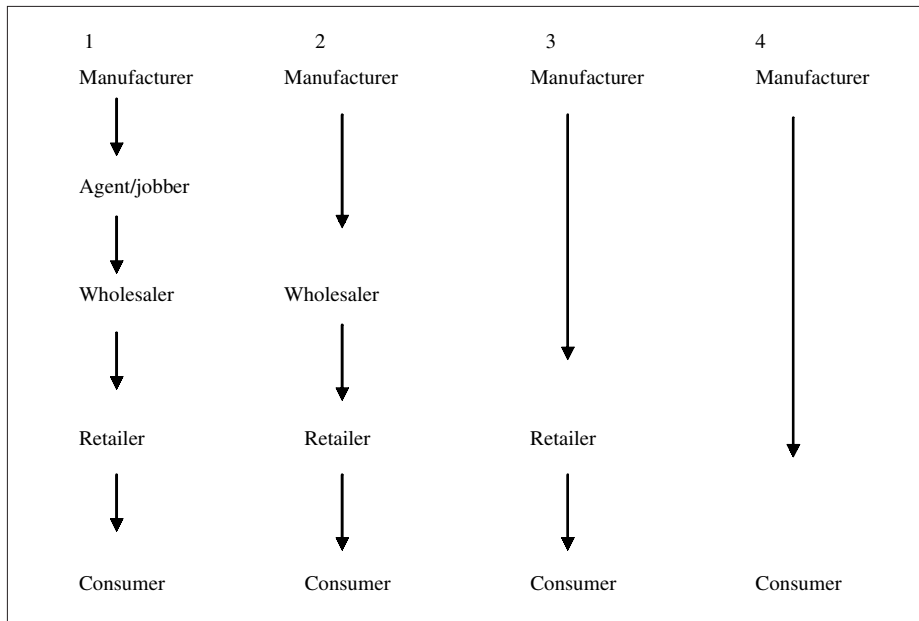 1 2 3 4
Manufacturer Manufacturer Manufacturer Manufacturer
Agent/jobber
Wholesaler Wholesaler
Retailer Retailer Retailer
Consumer Consumer Consumer Consumer